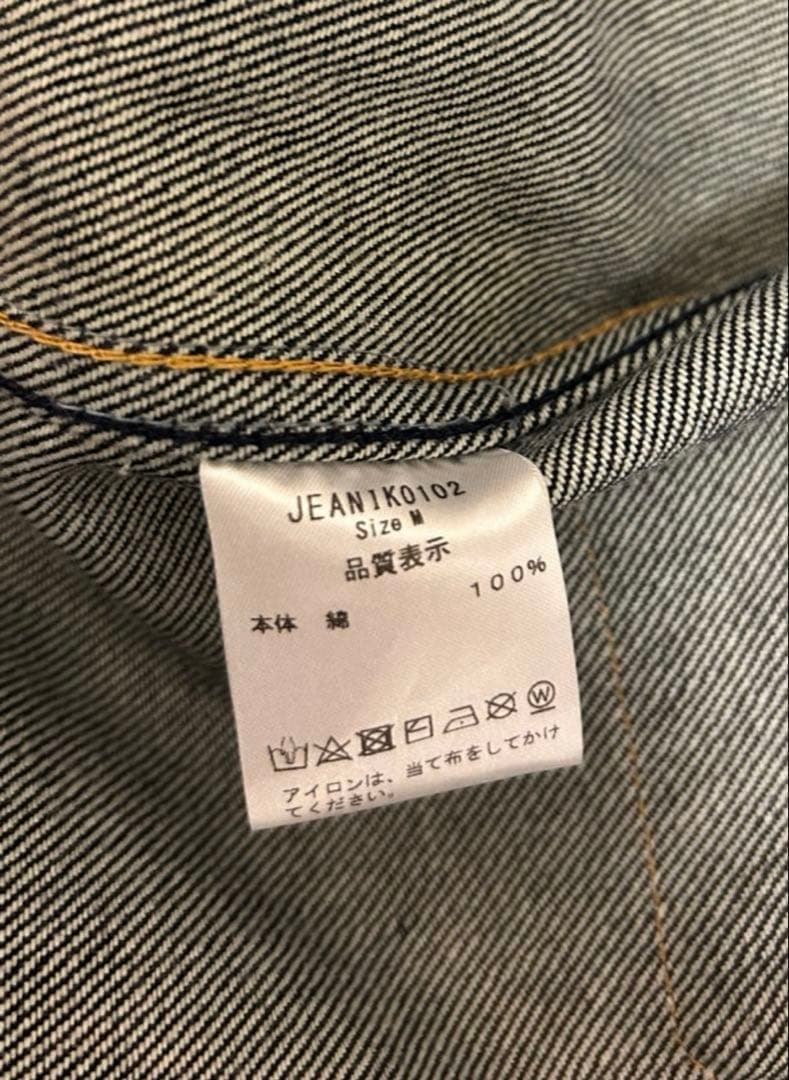 JEANIK0102
Size M
品質表示
本体 綿 100%
W
アイロンは、当て布をしてかけ
てください。